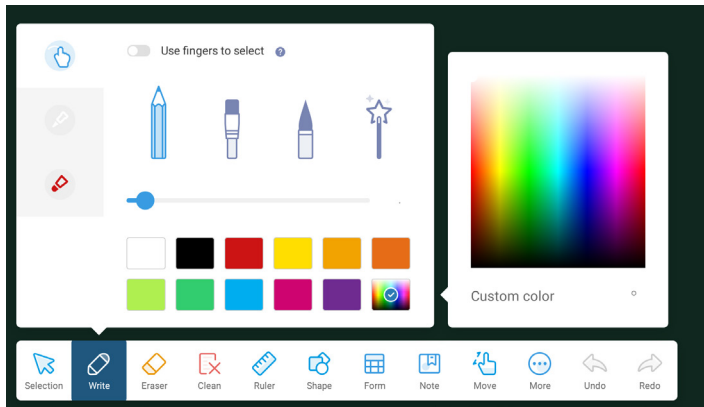 Use fingers to select ?
Custom color
Selection Write Eraser Clean Ruler Shape Form Note Move More Undo Redo